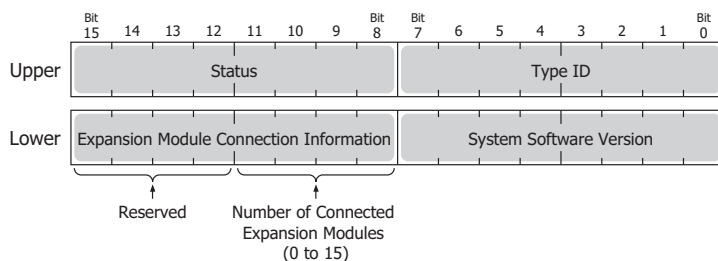 Bit Bit Bit Bit
15 14 13 12 11 10 9 8 7 6 5 4 3 2 1 0
Upper Status Type ID
Lower Expansion Module Connection Information System Software Version
Reserved Number of Connected
Expansion Modules
(0 to 15)